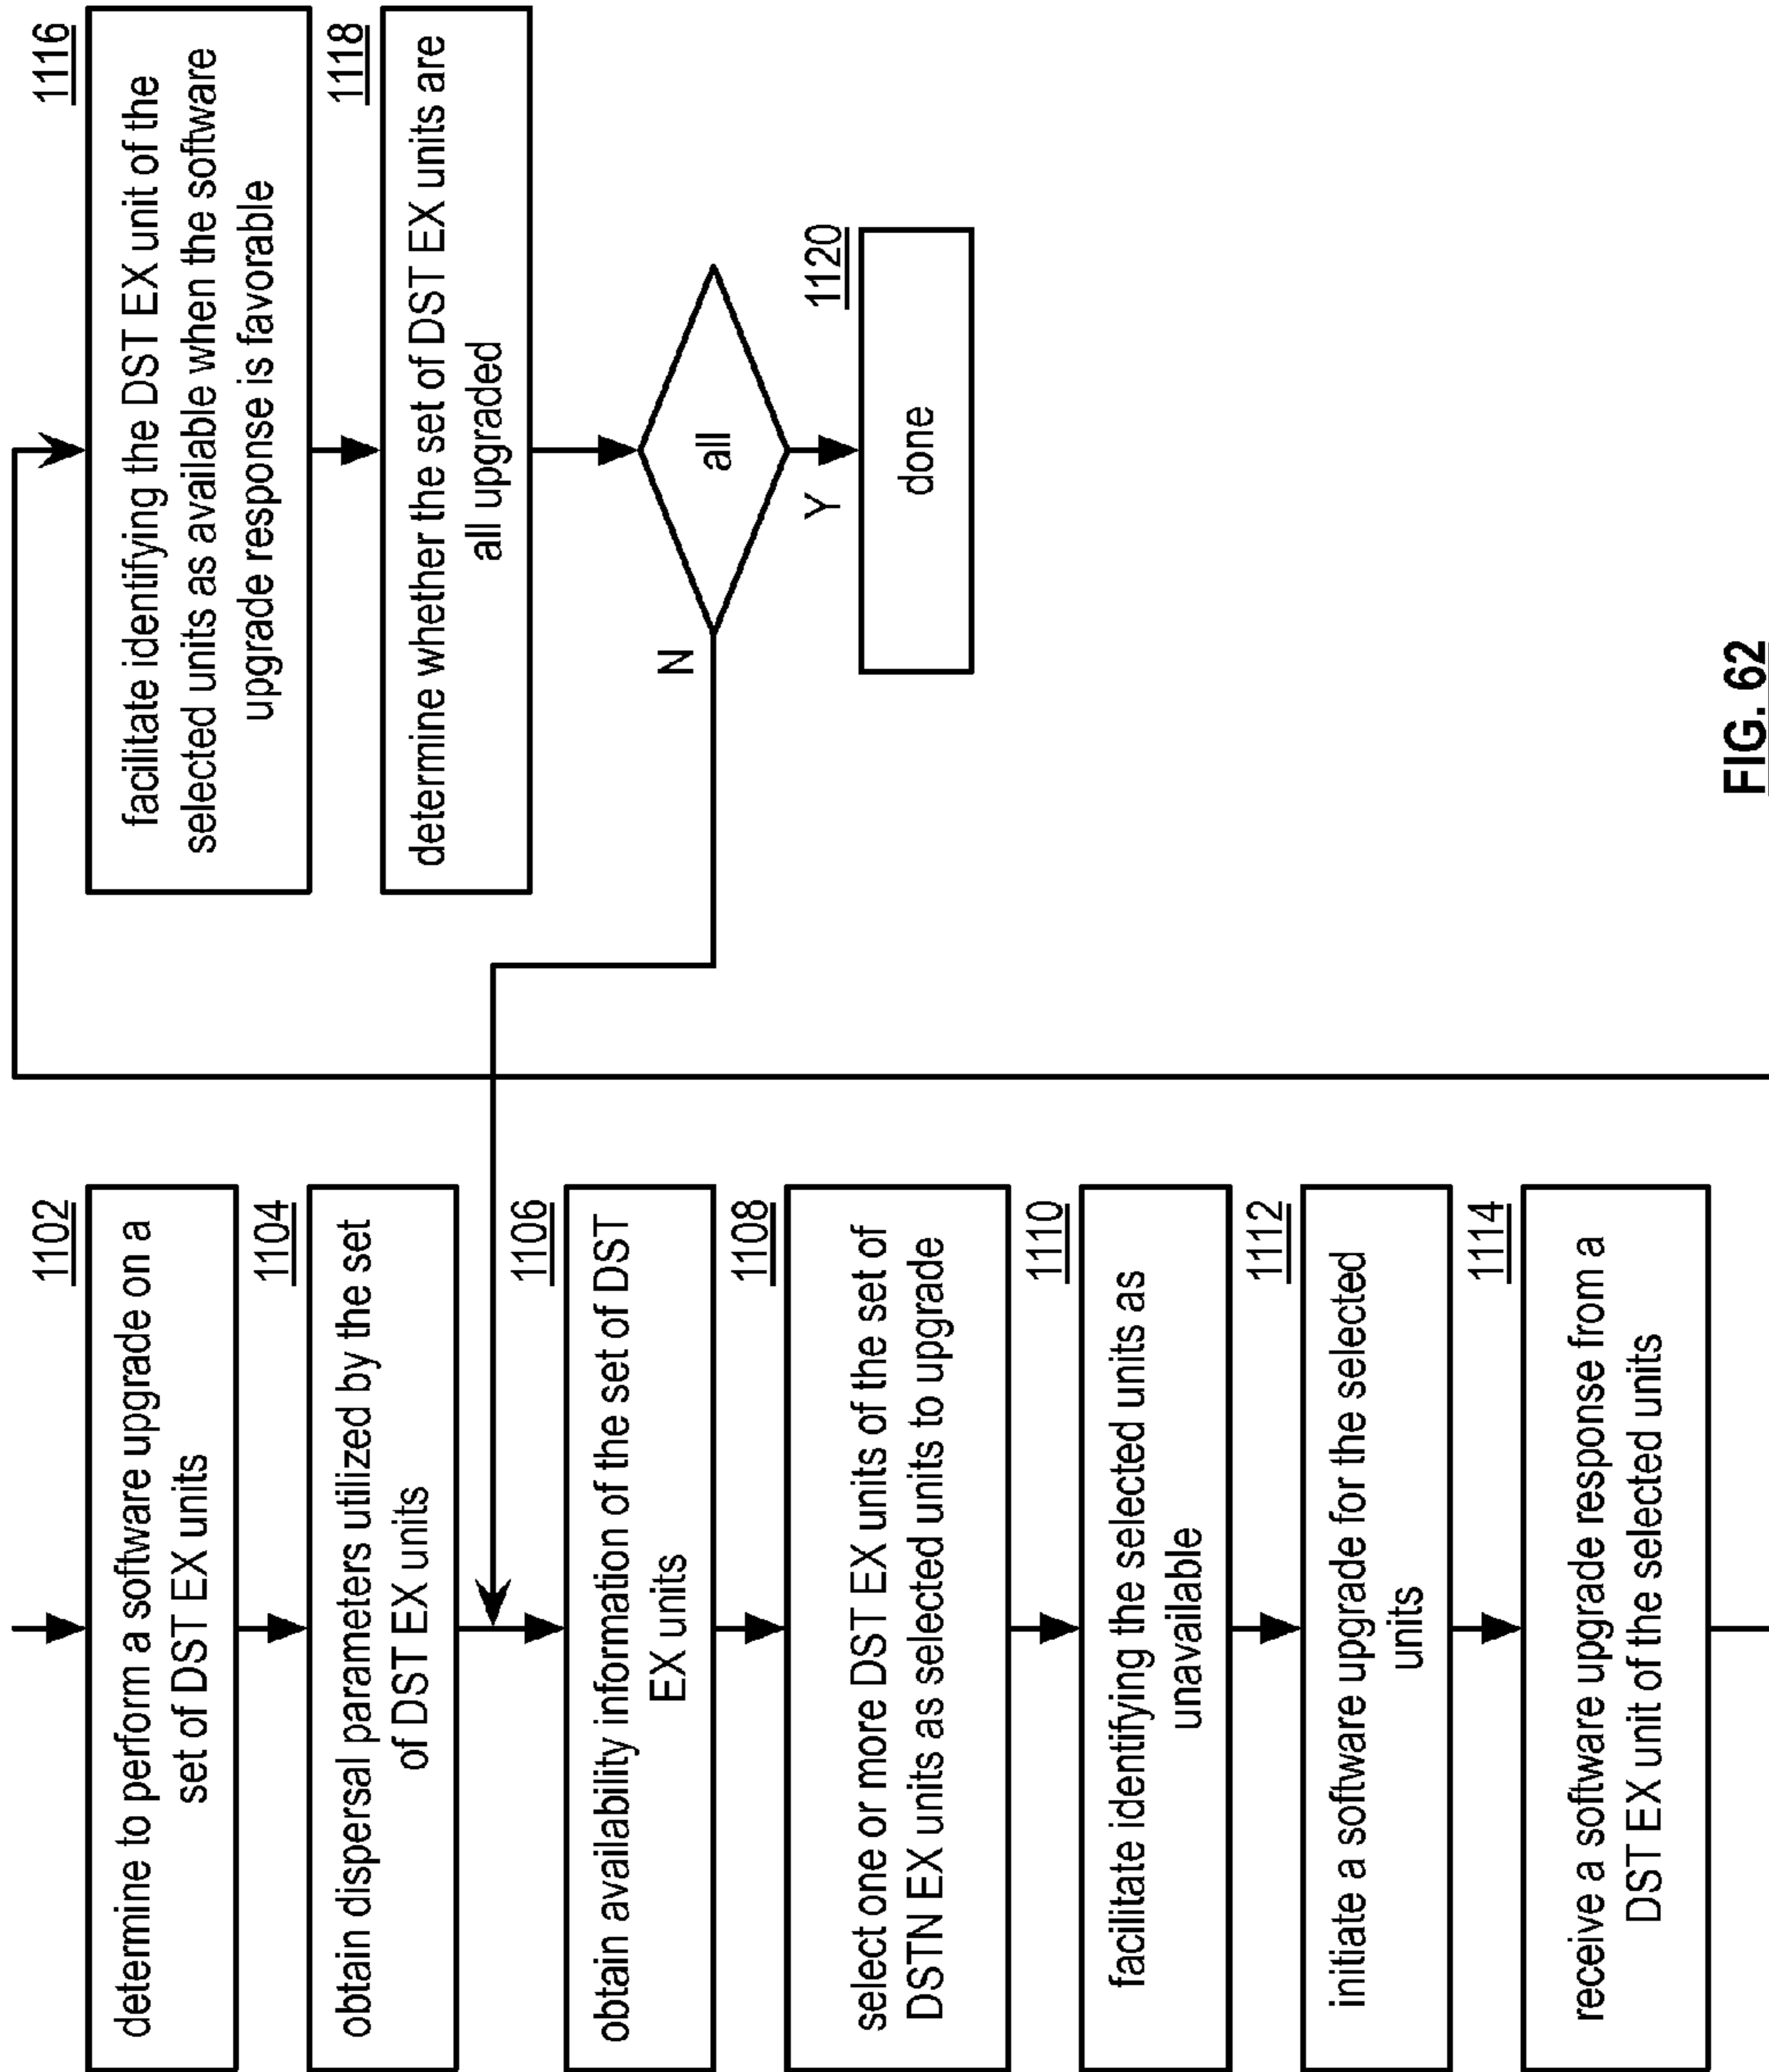 1102
determine to perform a software upgrade on a
set of DST EX units
1104
obtain dispersal parameters utilized by the set
of DST EX units
1106
obtain availability information of the set of DST
EX units
1108
select one or more DST EX units of the set of
DSTN EX units as selected units to upgrade
1110
facilitate identifying the selected units as
unavailable
1112
initiate a software upgrade for the selected
units
1114
receive a software upgrade response from a
DST EX unit of the selected units
1116
facilitate identifying the DST EX unit of the
selected units as available when the software
upgrade response is favorable
1118
determine whether the set of DST EX units are
all upgraded
all
N
Y
1120
done
FIG. 62